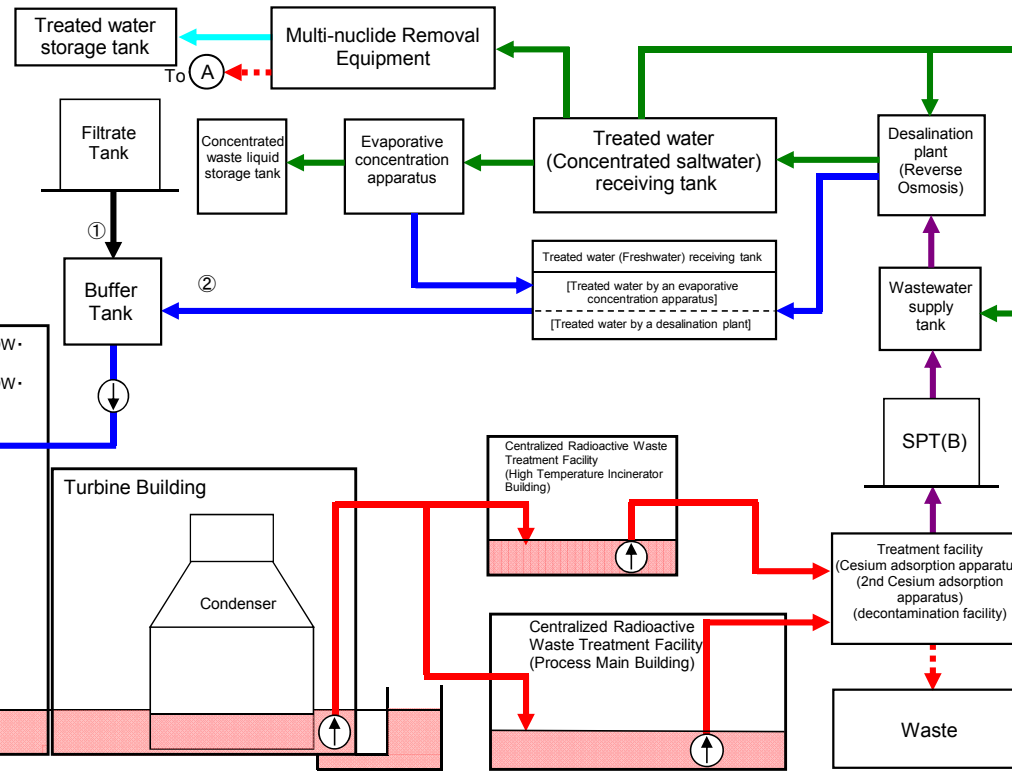 Treated water
storage tank
Multi-nuclide Removal
Equipment
To A
Filtrate
Tank
Concentrated
waste liquid
storage tank
Evaporative
concentration
apparatus
Treated water
(Concentrated saltwater)
receiving tank
Desalination
plant
(Reverse
Osmosis)
①
②
Buffer
Tank
Treated water (Freshwater) receiving tank
[Treated water by an evaporative
concentration apparatus]
[Treated water by a desalination plant]
Wastewater
supply
tank
SPT(B)
Turbine Building
Condenser
Centralized Radioactive Waste
Treatment Facility
(High Temperature Incinerator
Building)
Centralized Radioactive
Waste Treatment Facility
(Process Main Building)
Treatment facility
(Cesium adsorption apparatu
(2nd Cesium adsorption
apparatus)
(decontamination facility)
Waste